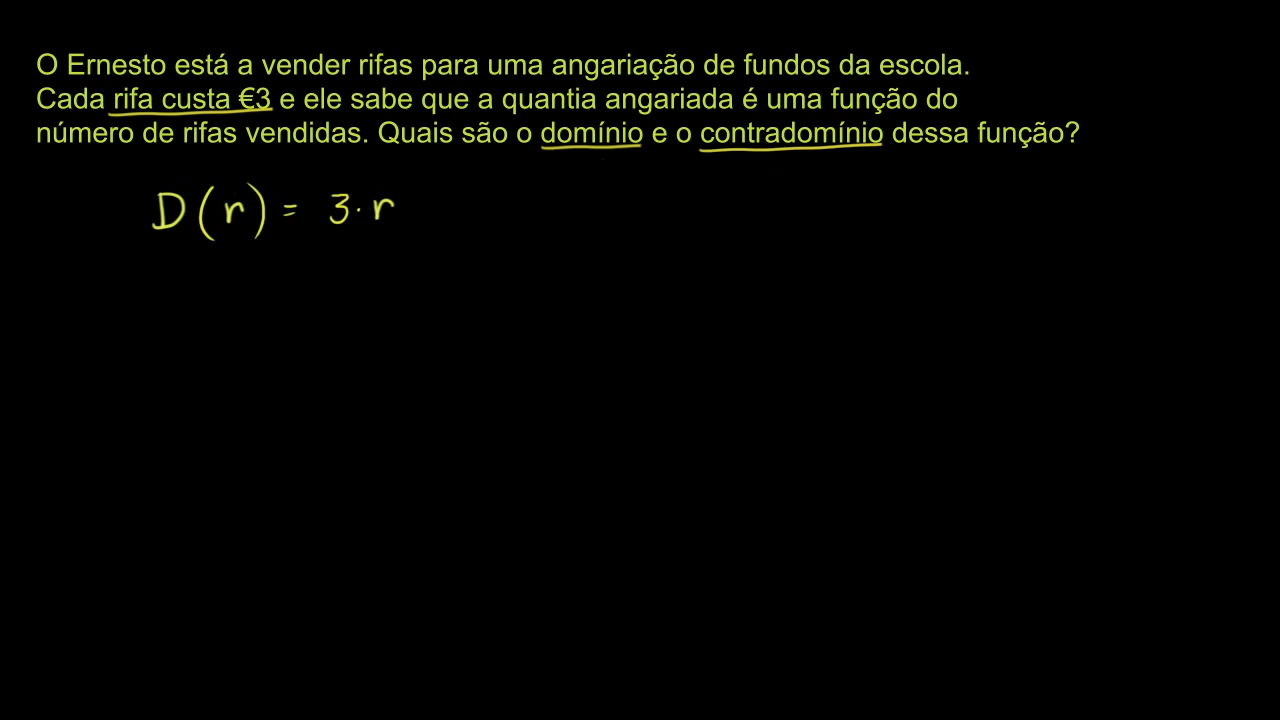 O Ernesto está a vender rifas para uma angariação de fundos da escola.
Cada rifa custa €3 e ele sabe que a quantia angariada é uma função do
número de rifas vendidas. Quais são o domínio e o contradomínio dessa função?
D(r) = 3·r